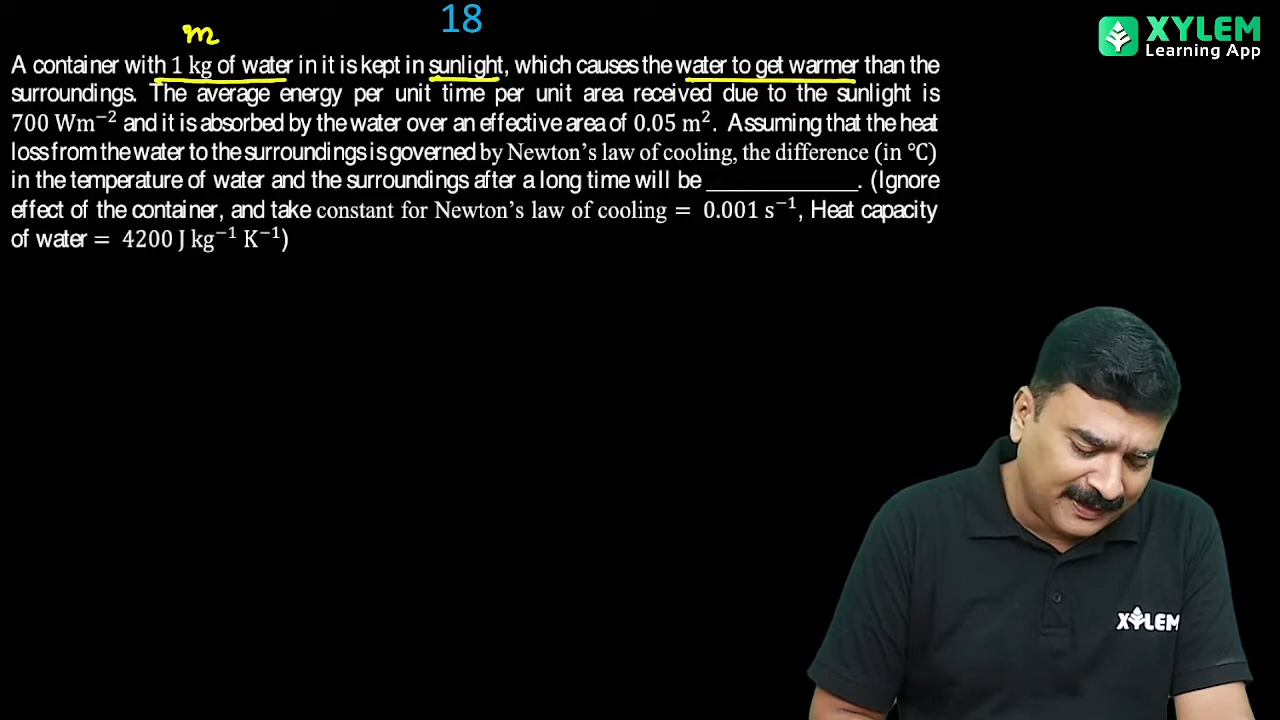 m
18
XYLEM
Learning App
A container with 1 kg of water in it is kept in sunlight, which causes the water to get warmer than the
surroundings. The average energy per unit time per unit area received due to the sunlight is
700 Wm⁻² and it is absorbed by the water over an effective area of 0.05 m². Assuming that the heat
loss from the water to the surroundings is governed by Newton’s law of cooling, the difference (in °C)
in the temperature of water and the surroundings after a long time will be ____________. (Ignore
effect of the container, and take constant for Newton’s law of cooling = 0.001 s⁻¹, Heat capacity
of water = 4200 J kg⁻¹ K⁻¹)
XYLEM